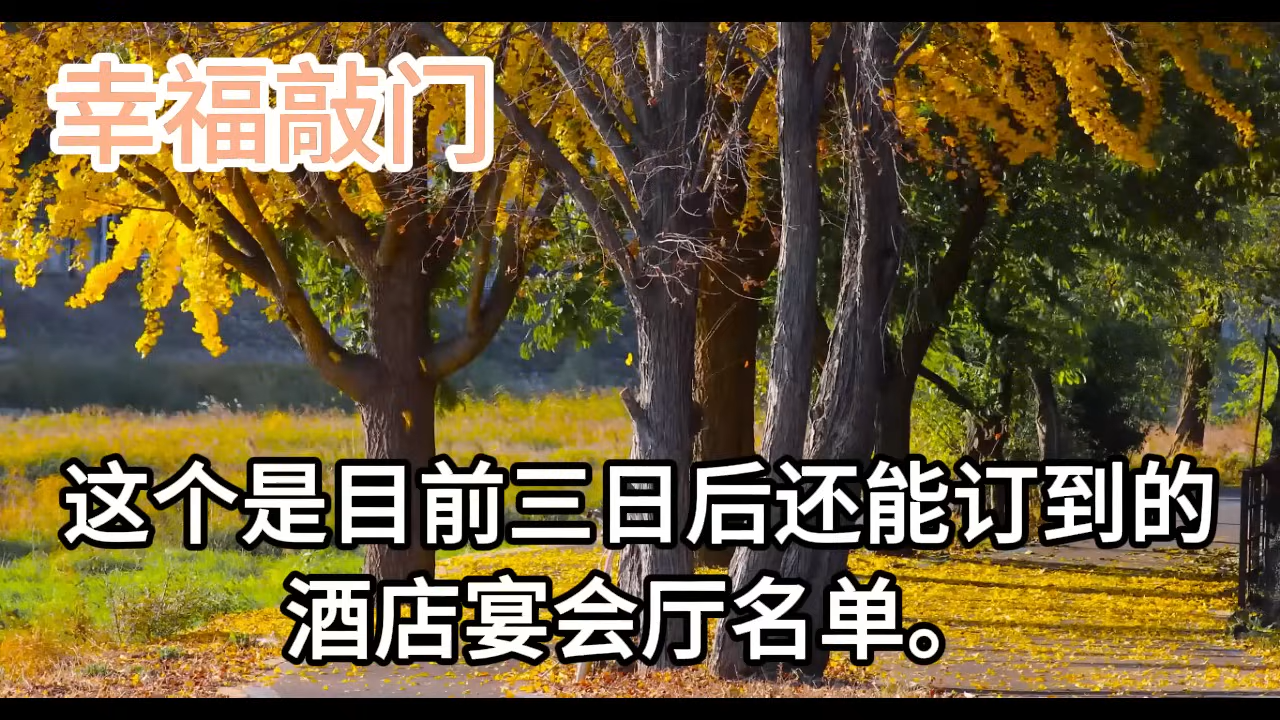 幸福敲门
这个是目前三日后还能订到的
酒店宴会厅名单。